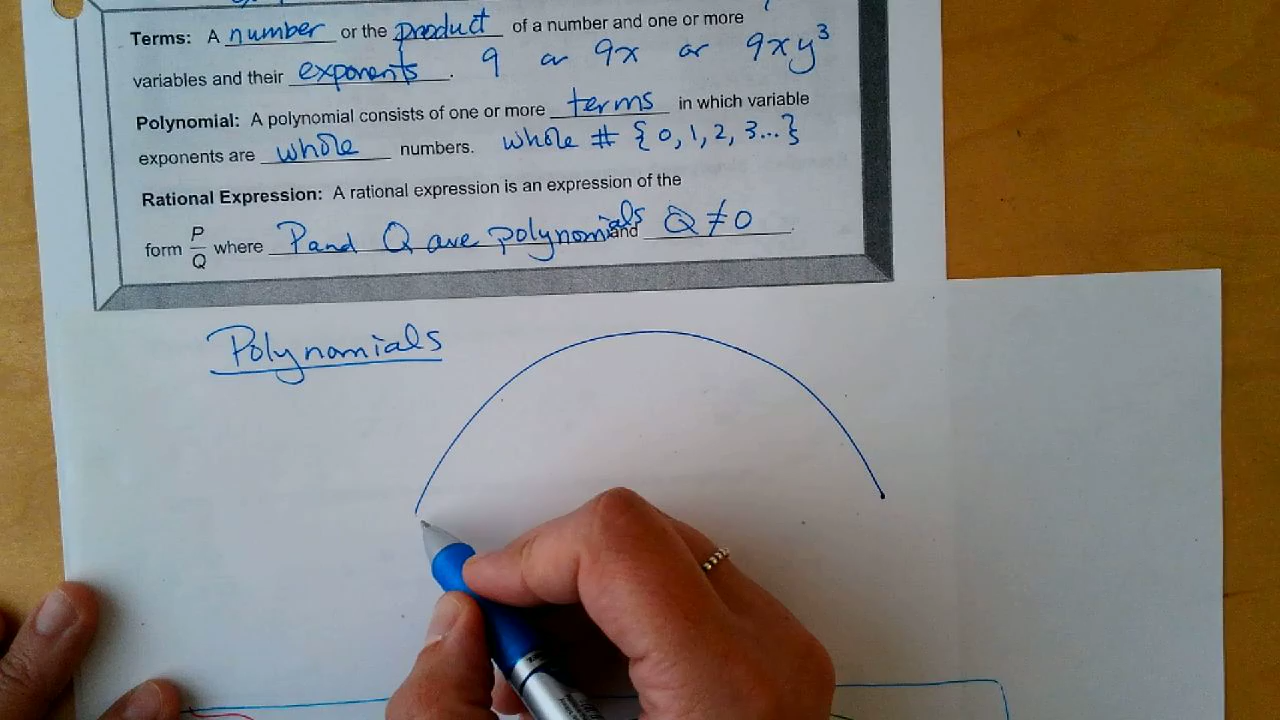 Terms: A number or the product of a number and one or more
variables and their exponents. 9 or 9x or 9xy³
Polynomial: A polynomial consists of one or more terms in which variable
exponents are whole numbers. whole # {0, 1, 2, 3...}
Rational Expression: A rational expression is an expression of the
form P/Q where P and Q are polynomials and Q ≠ 0.
Polynomials